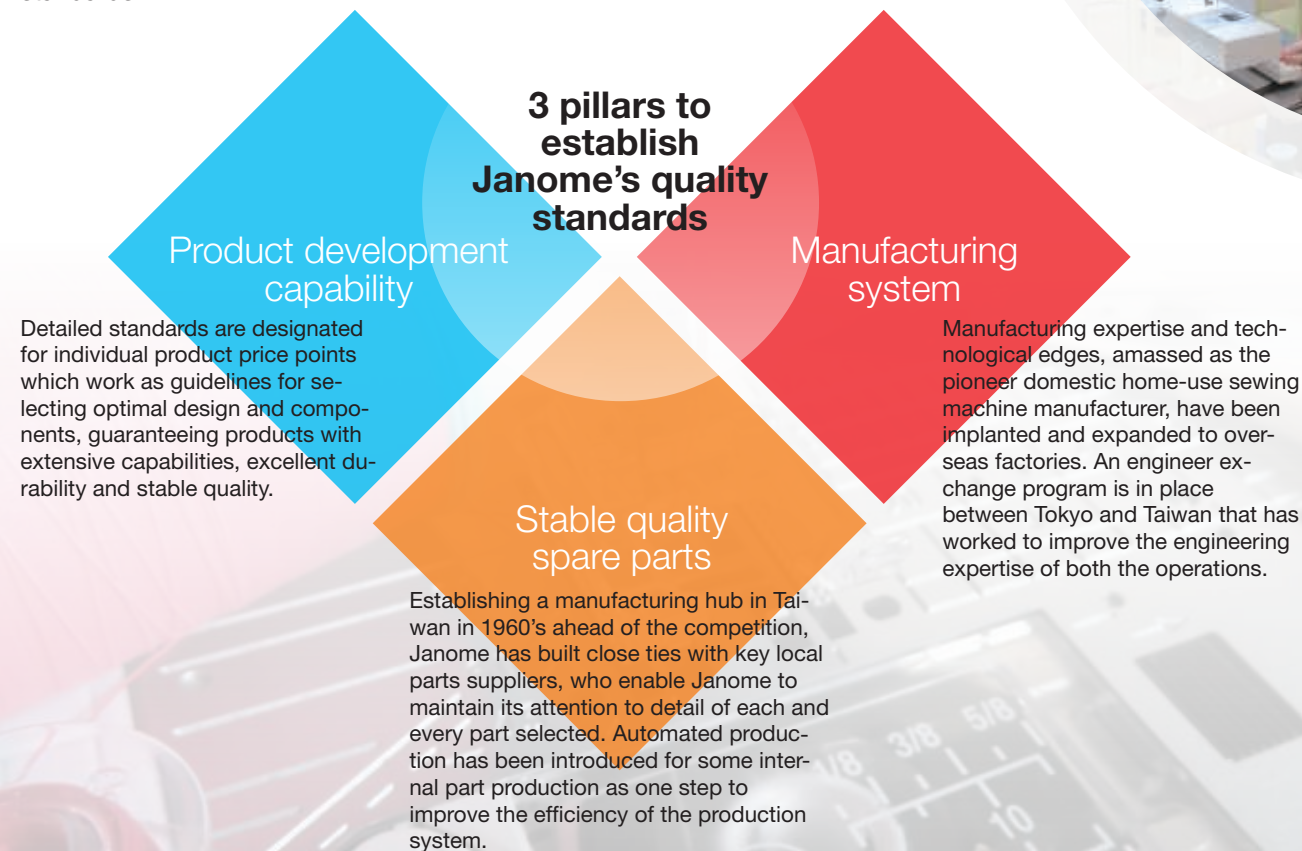 3 pillars to
establish
Janome's quality
standards
Product development
capability
Detailed standards are designated
for individual product price points
which work as guidelines for se-
lecting optimal design and compo-
nents, guaranteeing products with
extensive capabilities, excellent du-
rability and stable quality.
Manufacturing
system
Manufacturing expertise and tech-
nological edges, amassed as the
pioneer domestic home-use sewing
machine manufacturer, have been
implanted and expanded to over-
seas factories. An engineer ex-
change program is in place
between Tokyo and Taiwan that has
worked to improve the engineering
expertise of both the operations.
Stable quality
spare parts
Establishing a manufacturing hub in Tai-
wan in 1960's ahead of the competition,
Janome has built close ties with key local
parts suppliers, who enable Janome to
maintain its attention to detail of each and
every part selected. Automated produc-
tion has been introduced for some inter-
nal part production as one step to
improve the efficiency of the production
system.
1/8 3/8 5/8
10